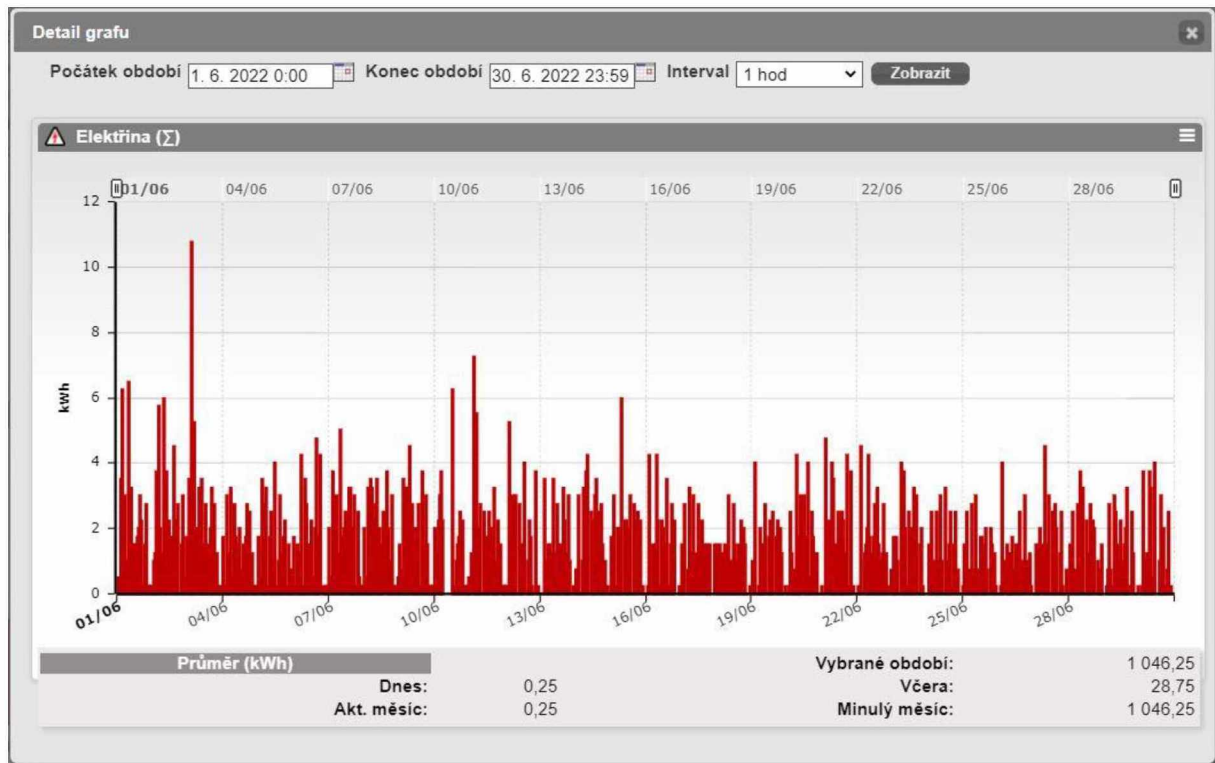 Detail grafu
Počátek období 1. 6. 2022 0:00 Konec období 30. 6. 2022 23:59 Interval 1 hod Zobrazit
Elektřina (∑)
01/06 04/06 07/06 10/06 13/06 16/06 19/06 22/06 25/06 28/06
12
10
8
6
4
2
0
kWh
01/06 04/06 07/06 10/06 13/06 16/06 19/06 22/06 25/06 28/06
Průměr (kWh) Vybrané období: 1 046,25
Dnes: 0,25 Včera: 28,75
Akt. měsíc: 0,25 Minulý měsíc: 1 046,25